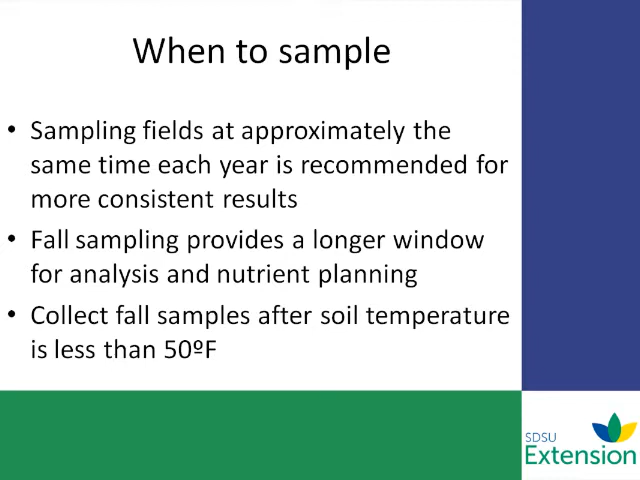 When to sample
• Sampling fields at approximately the
same time each year is recommended for
more consistent results
• Fall sampling provides a longer window
for analysis and nutrient planning
• Collect fall samples after soil temperature
is less than 50ºF
SDSU
Extension